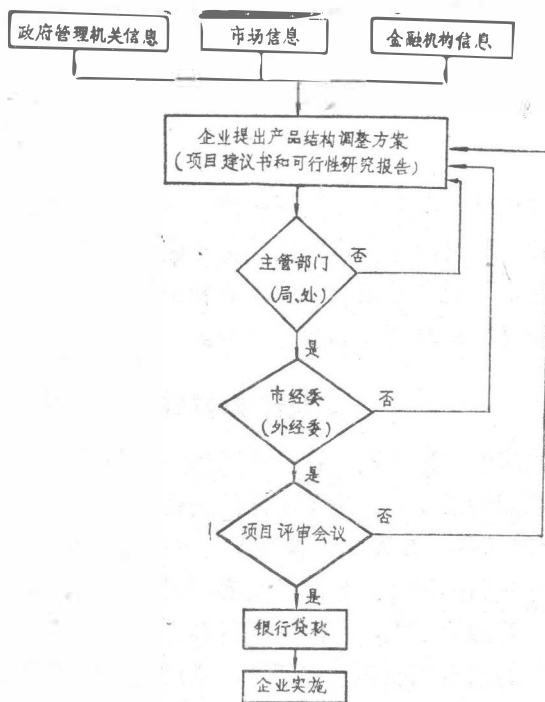 政府管理机关信息
市场信息
金融机构信息
企业提出产品结构调整方案
(项目建议书和可行性研究报告)
主管部门
(局、处)
否
是
市经委
(外经委)
否
是
项目评审会议
否
是
银行贷款
企业实施